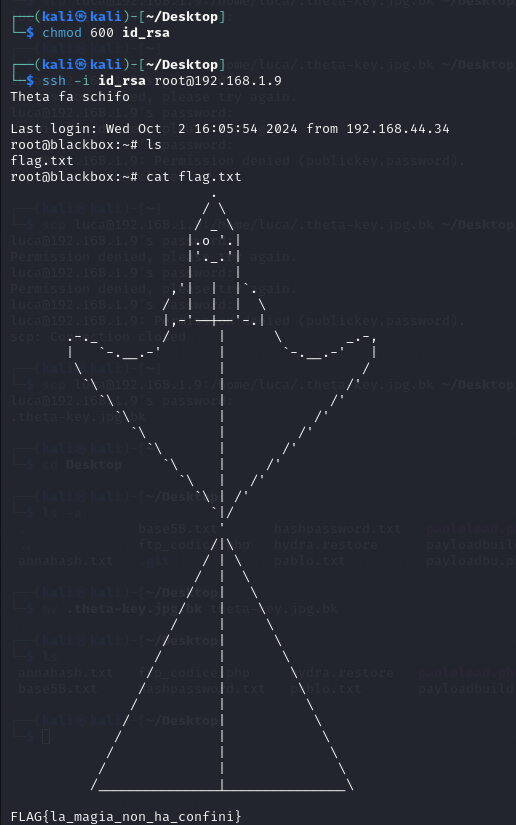 ┌──(kali㉿kali)-[~/Desktop]
└─$ chmod 600 id_rsa
┌──(kali㉿kali)-[~/Desktop]
└─$ ssh -i id_rsa root@192.168.1.9
Theta fa schifo
Last login: Wed Oct  16:05:54 2024 from 192.168.44.34
root@blackbox:~# ls
flag.txt
root@blackbox:~# cat flag.txt
FLAG{la_magia_non_ha_confini}